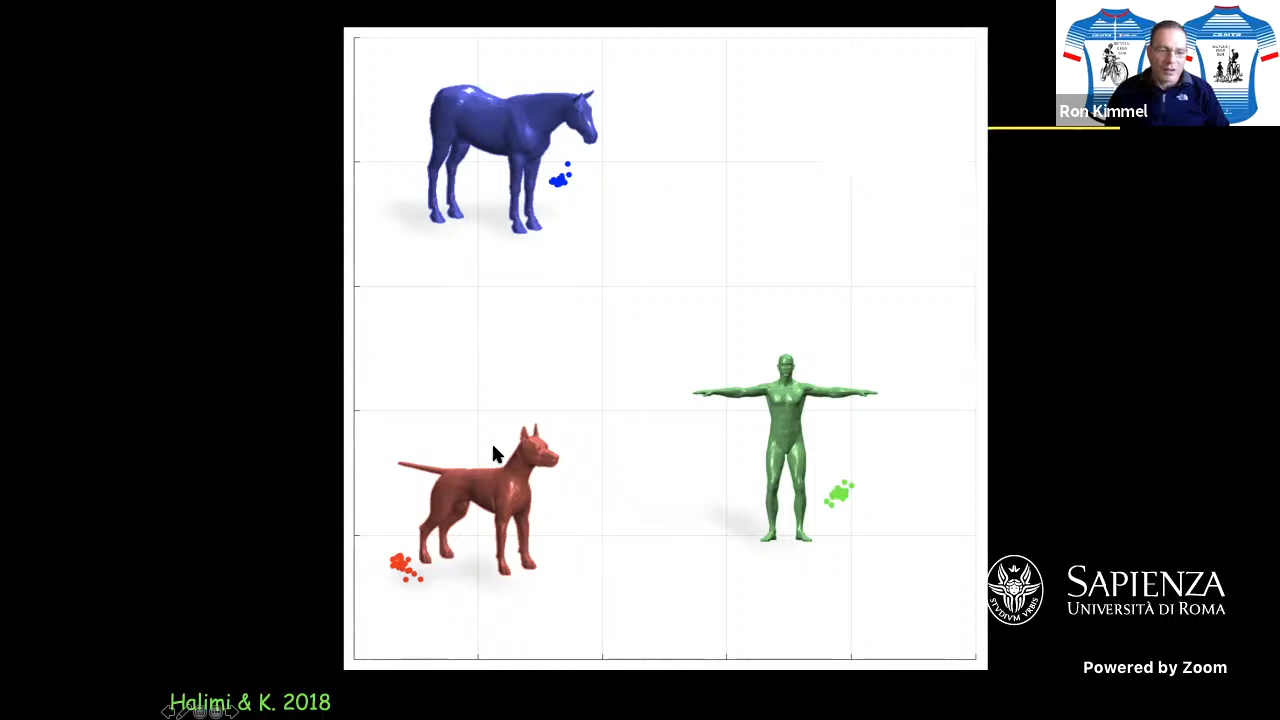 Ron Kimmel
SAPIENZA
UNIVERSITÀ DI ROMA
Powered by Zoom
Halimi & K. 2018